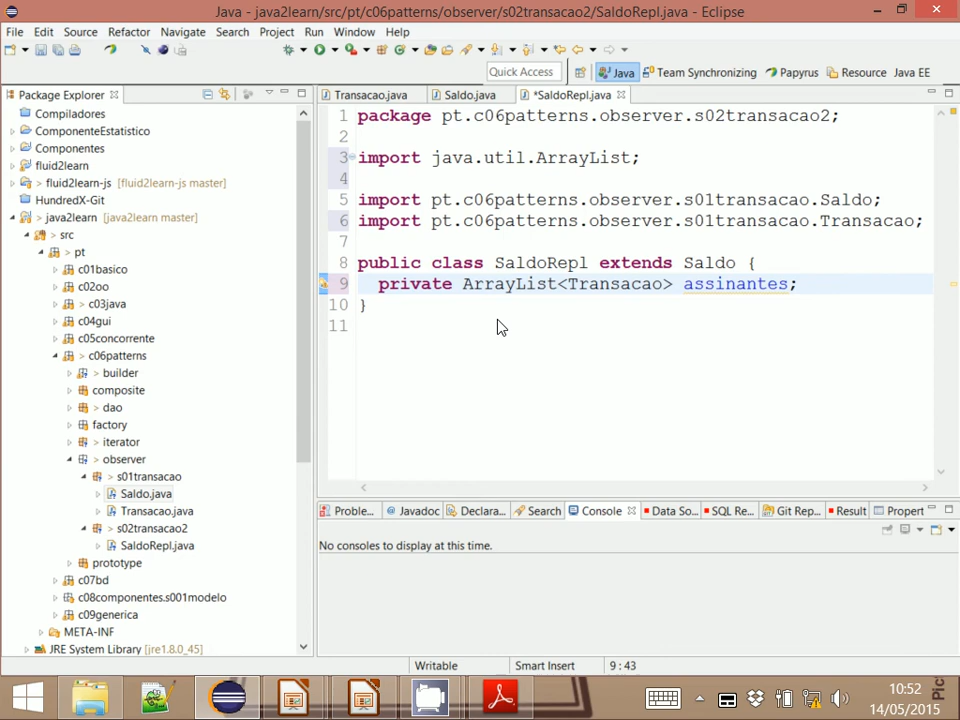 Java - java2learn/src/pt/c06patterns/observer/s02transacao2/SaldoRepl.java - Eclipse
File Edit Source Refactor Navigate Search Project Run Window Help
Quick Access Java Team Synchronizing Papyrus Resource Java EE
Package Explorer
Compiladores
ComponenteEstatistico
Componentes
fluid2learn
> fluid2learn-js [fluid2learn-js master]
HundredX-Git
> java2learn [java2learn master]
> src
> pt
c01basico
c02oo
> c03java
c04gui
c05concorrente
> c06patterns
> builder
composite
> dao
factory
> iterator
> observer
> s01transacao
Saldo.java
Transacao.java
> s02transacao2
SaldoRepl.java
prototype
c07bd
c08componentes.s001modelo
c09generica
META-INF
JRE System Library [jre1.8.0_45]
Transacao.java Saldo.java *SaldoRepl.java
1 package pt.c06patterns.observer.s02transacao2;
2
3 import java.util.ArrayList;
4
5 import pt.c06patterns.observer.s01transacao.Saldo;
6 import pt.c06patterns.observer.s01transacao.Transacao;
7
8 public class SaldoRepl extends Saldo {
9 private ArrayList<Transacao> assinantes;
10 }
11
Proble... Javadoc Declara... Search Console Data So... SQL Re... Git Rep... Result Propert
No consoles to display at this time.
Writable Smart Insert 9 : 43
10:52
14/05/2015
Pic